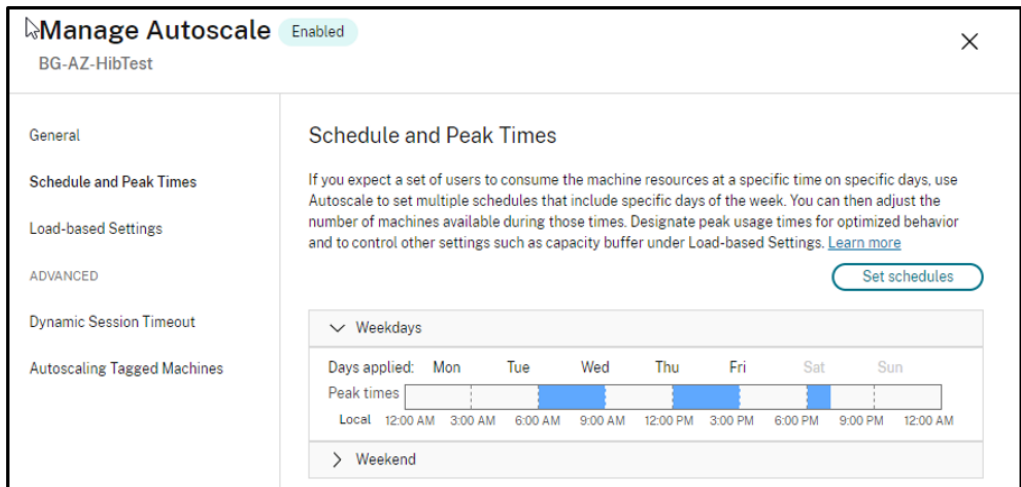 Manage Autoscale Enabled
BG-AZ-HibTest
General
Schedule and Peak Times
Load-based Settings
ADVANCED
Dynamic Session Timeout
Autoscaling Tagged Machines
Schedule and Peak Times
If you expect a set of users to consume the machine resources at a specific time on specific days, use
Autoscale to set multiple schedules that include specific days of the week. You can then adjust the
number of machines available during those times. Designate peak usage times for optimized behavior
and to control other settings such as capacity buffer under Load-based Settings. Learn more
Set schedules
Weekdays
Days applied: Mon Tue Wed Thu Fri Sat Sun
Peak times
Local 12:00 AM 3:00 AM 6:00 AM 9:00 AM 12:00 PM 3:00 PM 6:00 PM 9:00 PM 12:00 AM
Weekend